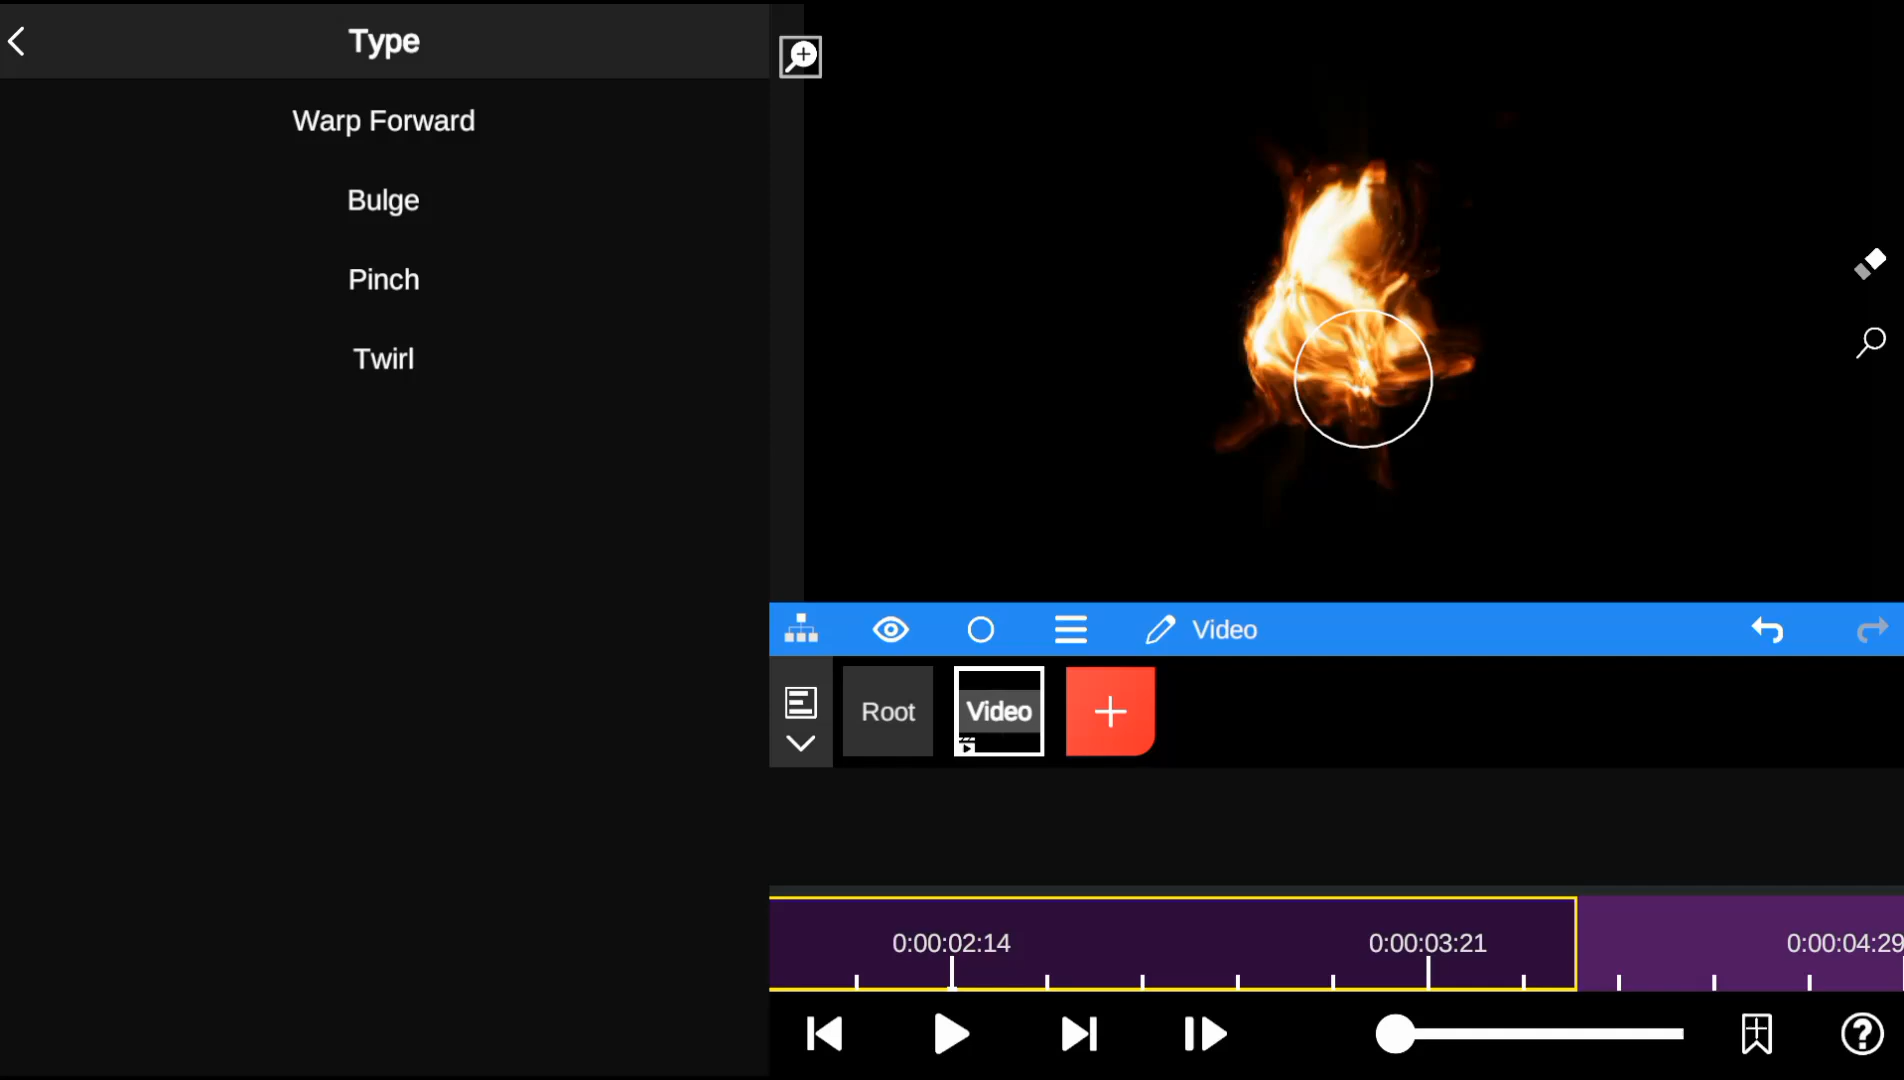 Type
Warp Forward
Bulge
Pinch
Twirl
Video
Root
Video
0:00:02:14
0:00:03:21
0:00:04:29